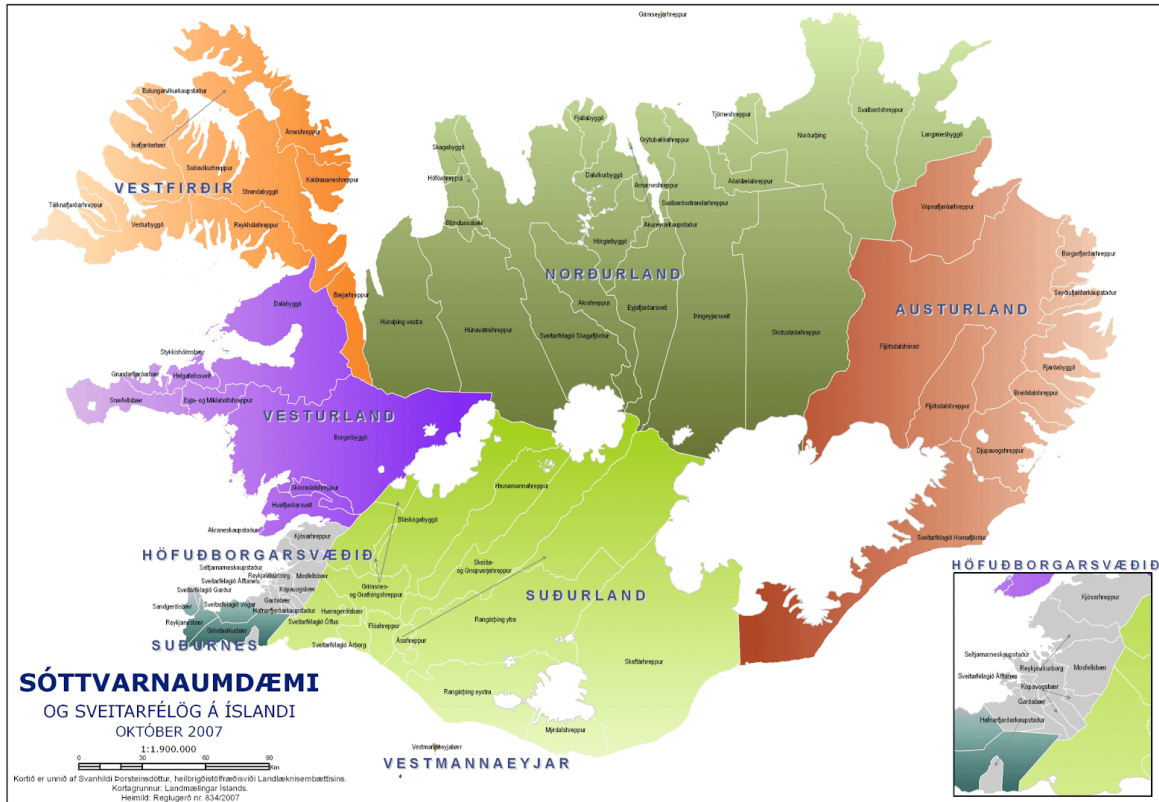 Grímseyjarhreppur
Bolungarvíkurkaupstaður
Ísafjarðarbær
Árneshreppur
Súðavíkurhreppur
Kaldrananeshreppur
VESTFIRÐIR
Strandabyggð
Tálknafjarðarhreppur
Vesturbyggð
Reykhólahreppur
Bæjarhreppur
Fjallabyggð
Grýtubakkahreppur
Tjörneshreppur
Svalbarðshreppur
Norðurþing
Langanesbyggð
Skagabyggð
Höfðahreppur
Dalvíkurbyggð
Arnarneshreppur
Aðaldælahreppur
Svalbarðsstrandarhreppur
Blönduóssbær
Akureyrarkaupstaður
Hörgárbyggð
NORÐURLAND
Akrahreppur
Eyjafjarðarsveit
Þingeyjarsveit
Húnaþing vestra
Húnavatnshreppur
Sveitarfélagið Skagafjörður
Skútustaðahreppur
Vopnafjarðarhreppur
Borgarfjarðarhreppur
Seyðisfjarðarkaupstaður
AUSTURLAND
Fljótsdalshérað
Fjarðabyggð
Fljótsdalshreppur
Breiðdalshreppur
Djúpavogshreppur
Sveitarfélagið Hornafjörður
Dalabyggð
Stykkishólmsbær
Grundarfjarðarbær
Helgafellssveit
Snæfellsbær
Eyja- og Miklaholtshreppur
VESTURLAND
Borgarbyggð
Skorradalshreppur
Hvalfjarðarsveit
Akraneskaupstaður
Kjósarhreppur
HÖFUÐBORGARSVÆÐIÐ
Seltjarnarneskaupstaður
Reykjavíkurborg
Mosfellsbær
Sveitarfélagið Álftanes
Kópavogsbær
Sveitarfélagið Garður
Garðabær
Sandgerðisbær
Sveitarfélagið Vogar
Hafnarfjarðarkaupstaður
Reykjanesbær
Grindavíkurbær
SUÐURNES
Hrunamannahreppur
Bláskógabyggð
Skeiða-
og Gnúpverjahreppur
Grímsnes-
og Grafningshreppur
Hveragerðisbær
Sveitarfélagið Ölfus
Flóahreppur
Sveitarfélagið Árborg
Ásahreppur
SUÐURLAND
Rangárþing ytra
Skaftárhreppur
Rangárþing eystra
Mýrdalshreppur
Vestmannaeyjabær
VESTMANNAEYJAR
SÓTTVARNAUMDÆMI
OG SVEITARFÉLÖG Á ÍSLANDI
OKTÓBER 2007
1:1.900.000
0 30 60 90
Km
Kortið er unnið af Svanhildi Þorsteinsdóttur, heilbrigðistölfræðisviði Landlæknisembættisins.
Kortagrunnur: Landmælingar Íslands.
Heimild: Reglugerð nr. 834/2007
HÖFUÐBORGARSVÆÐIÐ
Kjósarhreppur
Seltjarnarneskaupstaður
Reykjavíkurborg
Mosfellsbær
Sveitarfélagið Álftanes
Kópavogsbær
Garðabær
Hafnarfjarðarkaupstaður